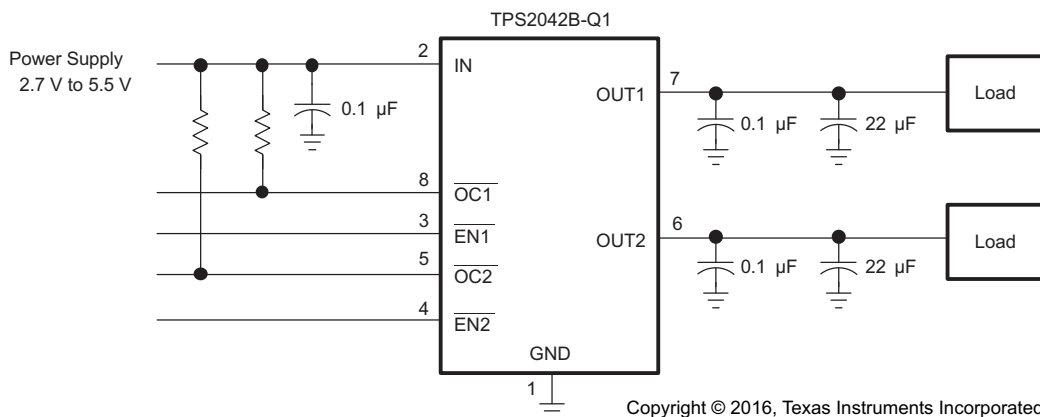 TPS2042B-Q1
Power Supply
2.7 V to 5.5 V
2
IN
0.1 µF
OUT1
7
0.1 µF
22 µF
Load
8
OC1
3
EN1
5
OC2
4
EN2
OUT2
6
0.1 µF
22 µF
Load
GND
1
Copyright © 2016, Texas Instruments Incorporated